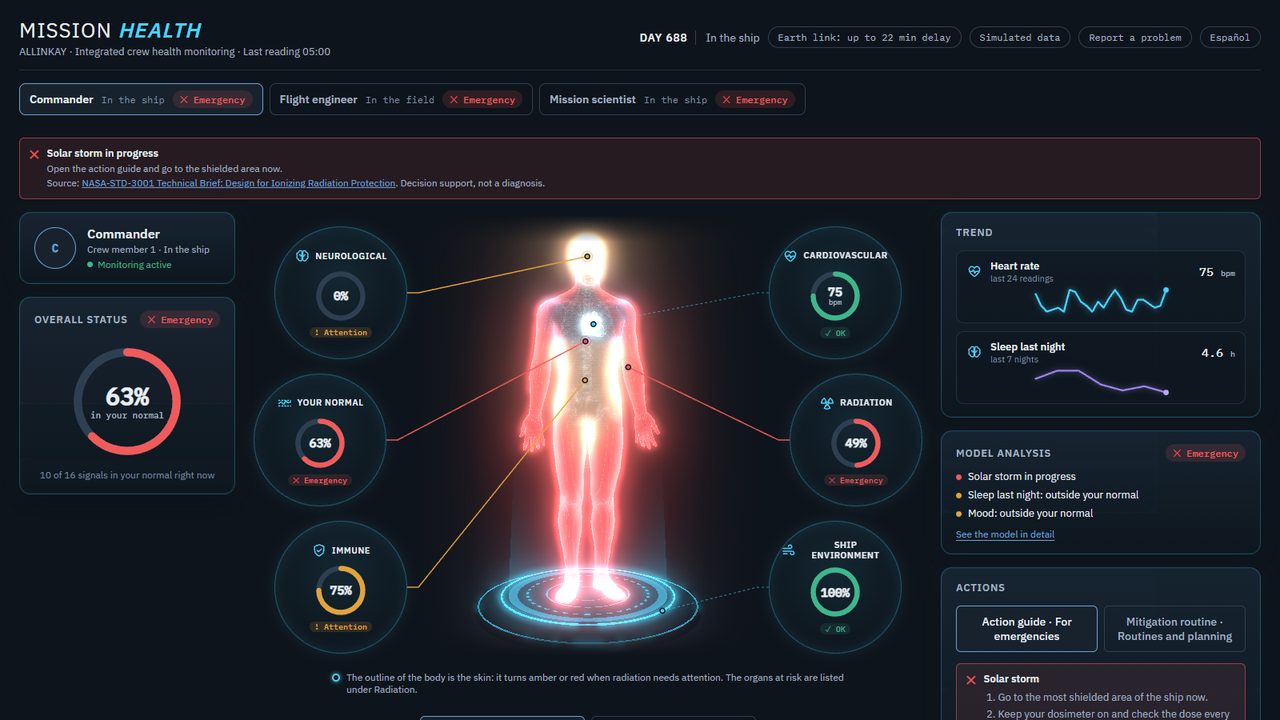 MISSION HEALTH
ALLINKAY · Integrated crew health monitoring · Last reading 05:00
DAY 688
In the ship
Earth link: up to 22 min delay
Simulated data
Report a problem
Español
Commander In the ship × Emergency
Flight engineer In the field × Emergency
Mission scientist In the ship × Emergency
Solar storm in progress
Open the action guide and go to the shielded area now.
Source: NASA-STD-3001 Technical Brief: Design for Ionizing Radiation Protection. Decision support, not a diagnosis.
C
Commander
Crew member 1 · In the ship
Monitoring active
OVERALL STATUS × Emergency
63%
in your normal
10 of 16 signals in your normal right now
NEUROLOGICAL
0%
! Attention
YOUR NORMAL
63%
× Emergency
IMMUNE
75%
! Attention
CARDIOVASCULAR
75
bpm
✓ OK
RADIATION
49%
× Emergency
SHIP
ENVIRONMENT
100%
✓ OK
The outline of the body is the skin: it turns amber or red when radiation needs attention. The organs at risk are listed
under Radiation.
TREND
Heart rate
last 24 readings
75 bpm
Sleep last night
last 7 nights
4.6 h
MODEL ANALYSIS × Emergency
Solar storm in progress
Sleep last night: outside your normal
Mood: outside your normal
See the model in detail
ACTIONS
Action guide · For
emergencies
Mitigation routine ·
Routines and planning
Solar storm
1. Go to the most shielded area of the ship now.
2. Keep your dosimeter on and check the dose every